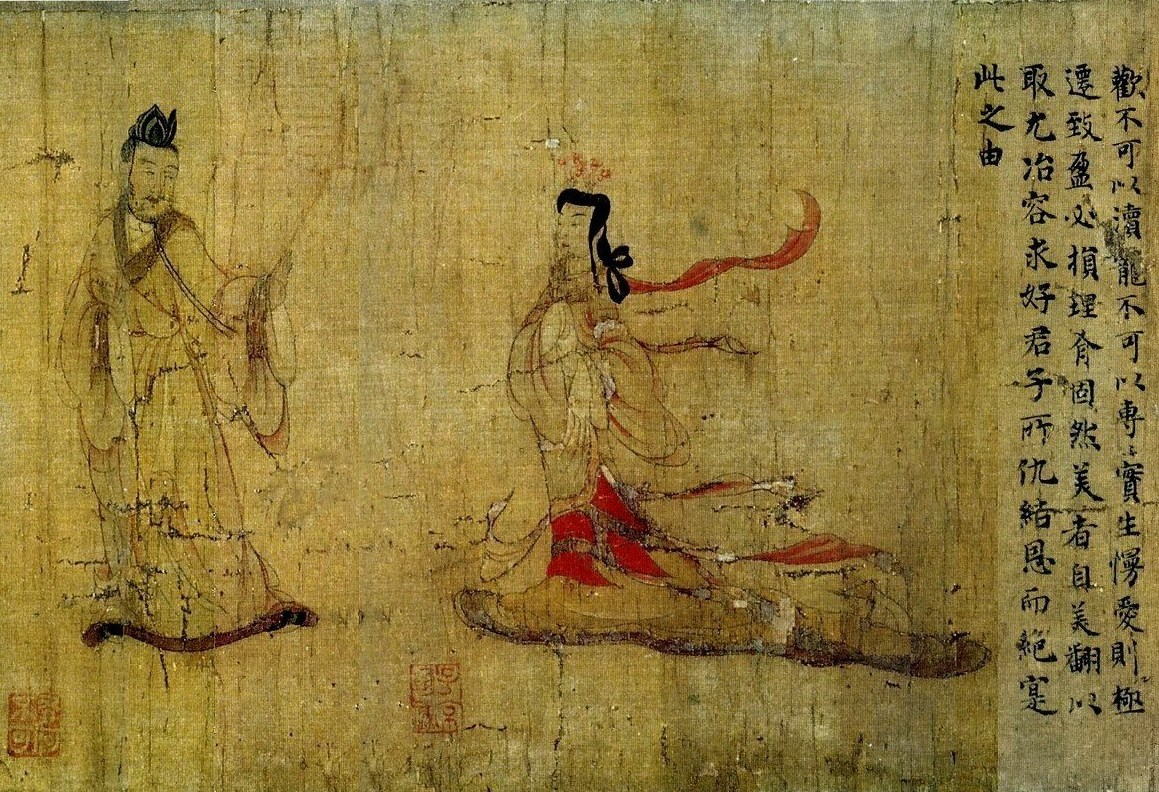 歡不可以瀆寵不可以專〻實生慢愛則極
遷致盈必損理有固然美者自美翩以
取尤冶容求好君子所仇結恩而絕寔
此之由